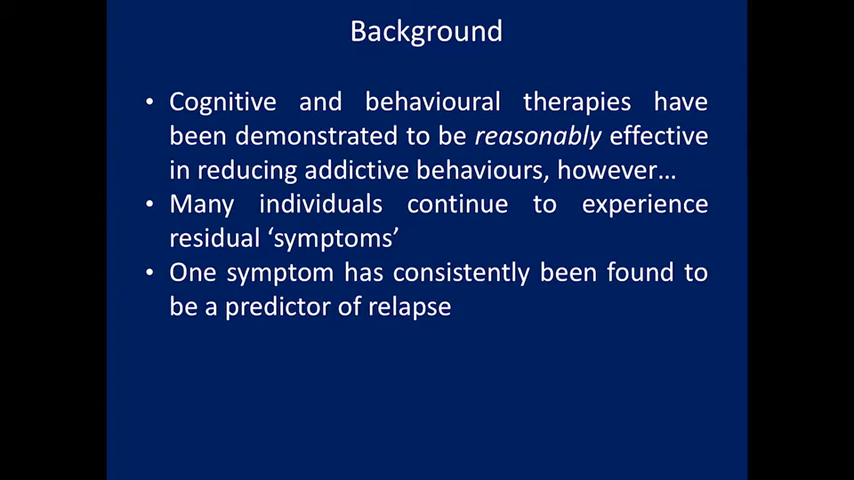 Background
• Cognitive and behavioural therapies have
been demonstrated to be reasonably effective
in reducing addictive behaviours, however…
• Many individuals continue to experience
residual ‘symptoms’
• One symptom has consistently been found to
be a predictor of relapse